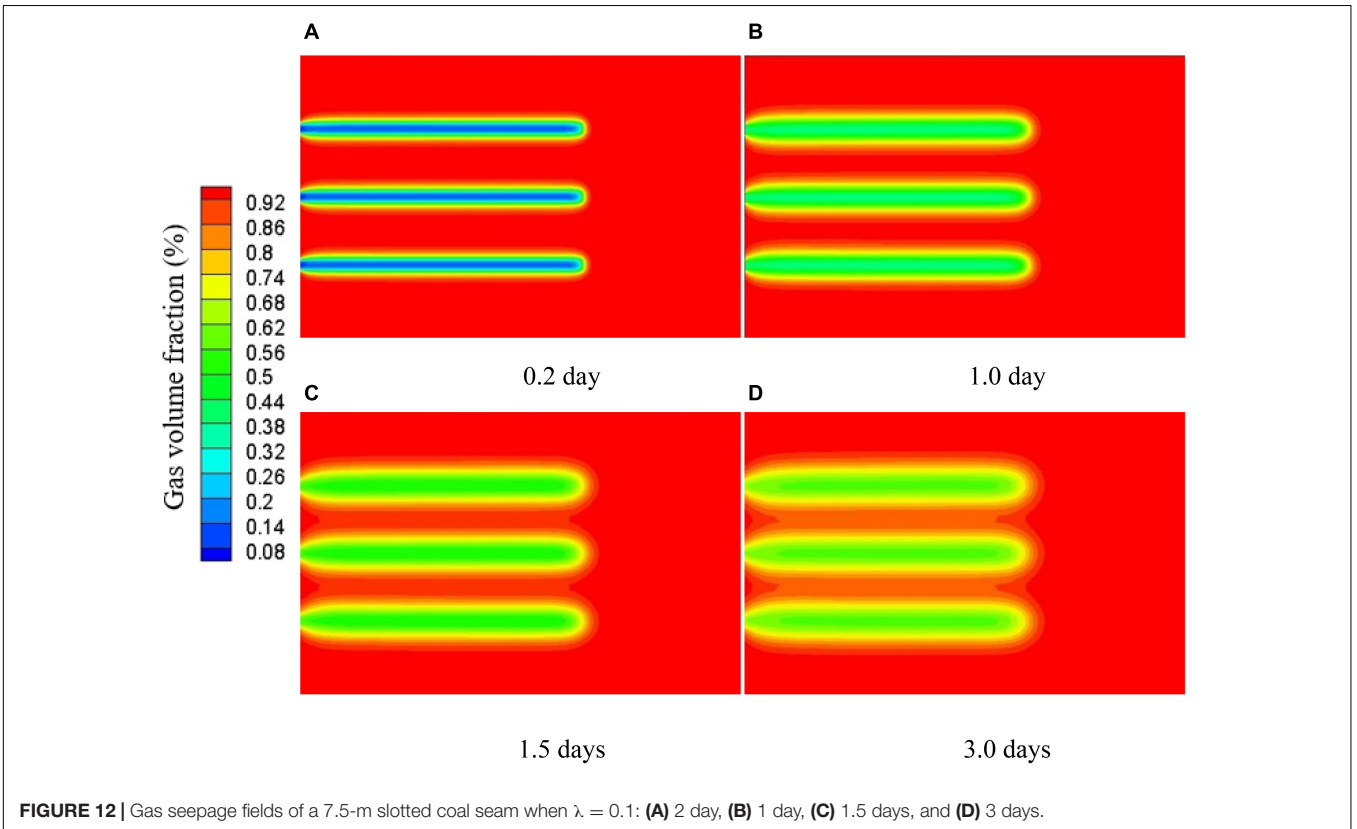 A
B
Gas volume fraction (%)
0.92
0.86
0.8
0.74
0.68
0.62
0.56
0.5
0.44
0.38
0.32
0.26
0.2
0.14
0.08
0.2 day
1.0 day
C
D
1.5 days
3.0 days
FIGURE 12 | Gas seepage fields of a 7.5-m slotted coal seam when λ = 0.1: (A) 2 day, (B) 1 day, (C) 1.5 days, and (D) 3 days.